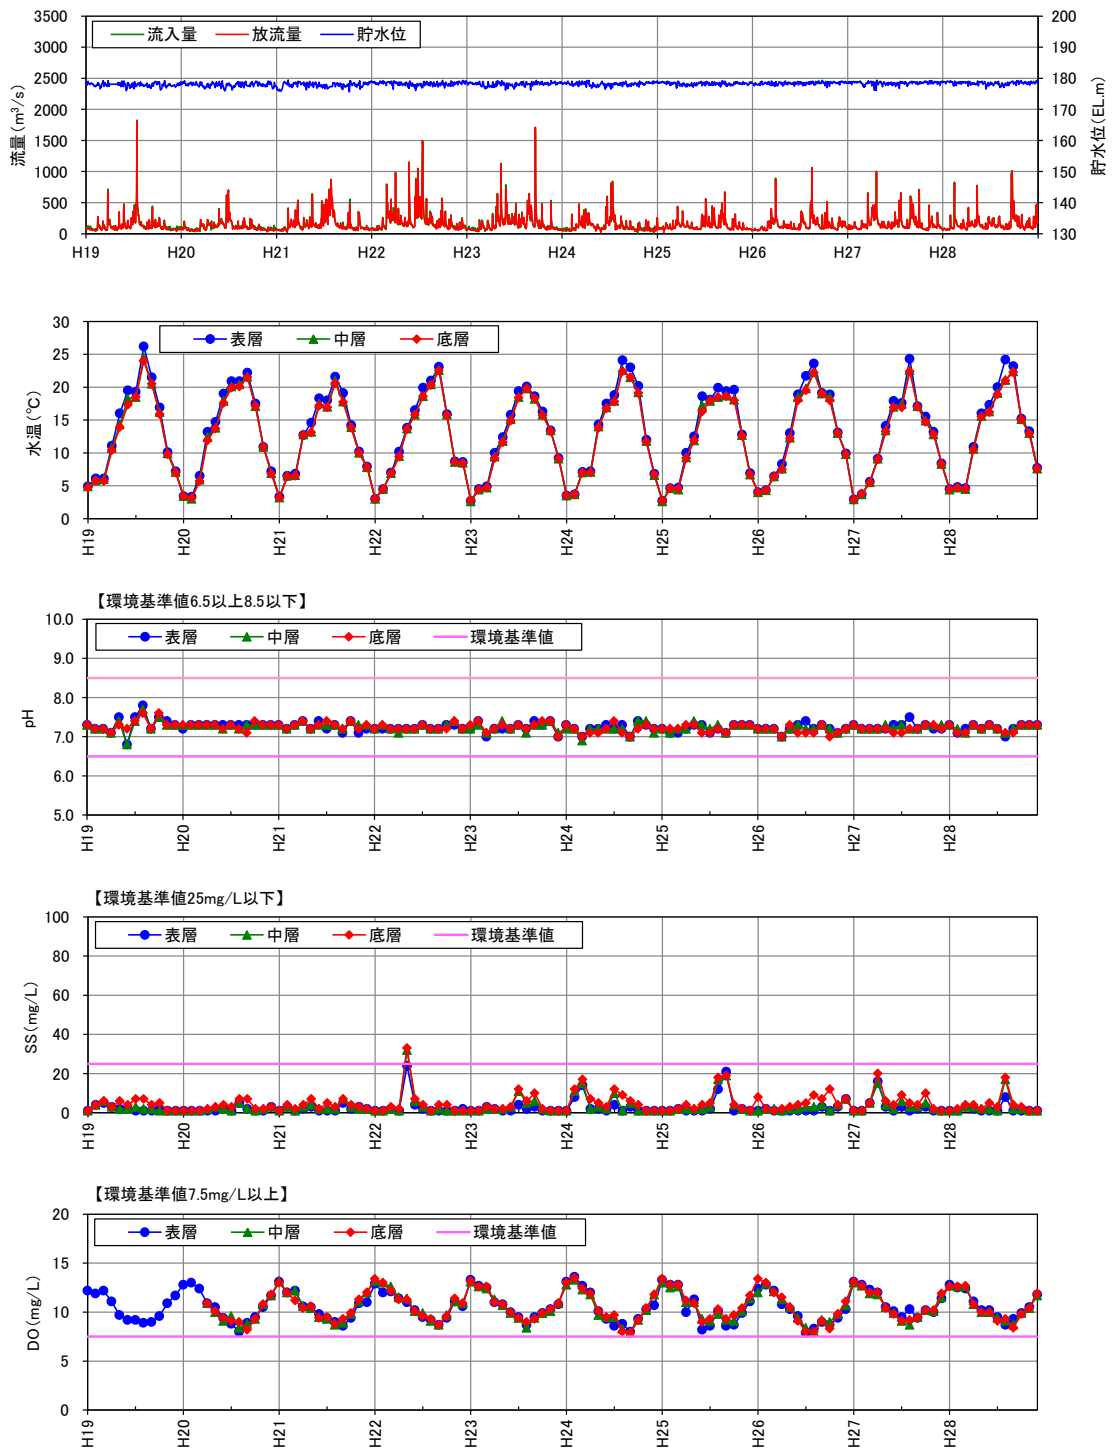 流入量 放流量 貯水位
流量(m³/s)
3500
3000
2500
2000
1500
1000
500
0
200
190
180
170
160
150
140
130
貯水位(EL.m)
H19 H20 H21 H22 H23 H24 H25 H26 H27 H28
表層 中層 底層
水温(℃)
30
25
20
15
10
5
0
H19 H20 H21 H22 H23 H24 H25 H26 H27 H28
【環境基準値6.5以上8.5以下】
表層 中層 底層 環境基準値
pH
10.0
9.0
8.0
7.0
6.0
5.0
H19 H20 H21 H22 H23 H24 H25 H26 H27 H28
【環境基準値25mg/L以下】
表層 中層 底層 環境基準値
SS(mg/L)
100
80
60
40
20
0
H19 H20 H21 H22 H23 H24 H25 H26 H27 H28
【環境基準値7.5mg/L以上】
表層 中層 底層 環境基準値
DO(mg/L)
20
15
10
5
0
H19 H20 H21 H22 H23 H24 H25 H26 H27 H28